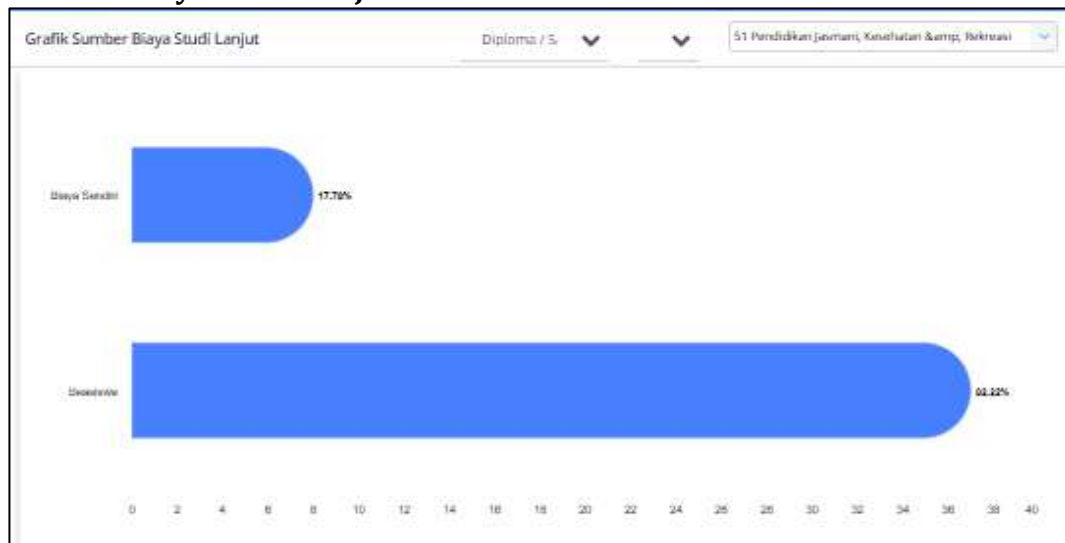 Grafik Sumber Biaya Studi Lanjut
Diploma / S
S1 Pendidikan Jasmani, Kesehatan &amp; Rekreasi
Biaya Sendiri
17.78%
Beasiswa
82.22%
0 2 4 6 8 10 12 14 16 18 20 22 24 26 28 30 32 34 36 38 40